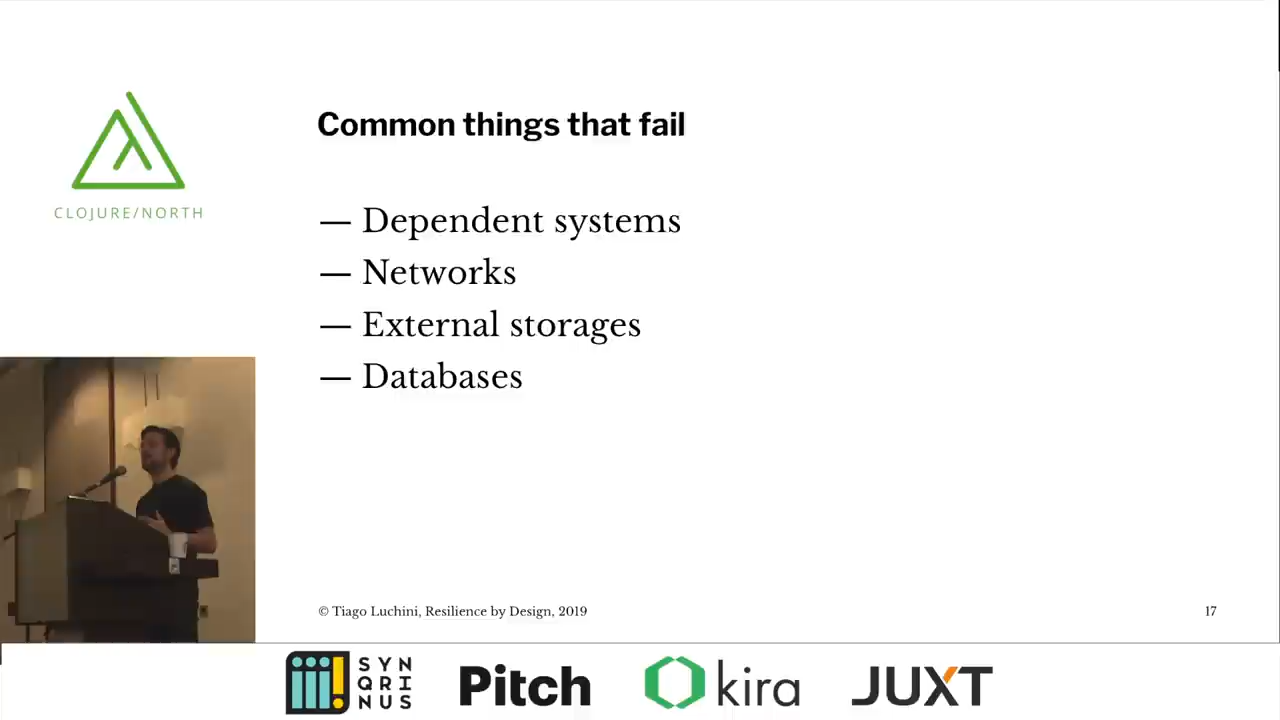 CLOJURE/NORTH
Common things that fail
— Dependent systems
— Networks
— External storages
— Databases
© Tiago Luchini, Resilience by Design, 2019
17
SYN
QRI
NUS
Pitch
kira
JUXT